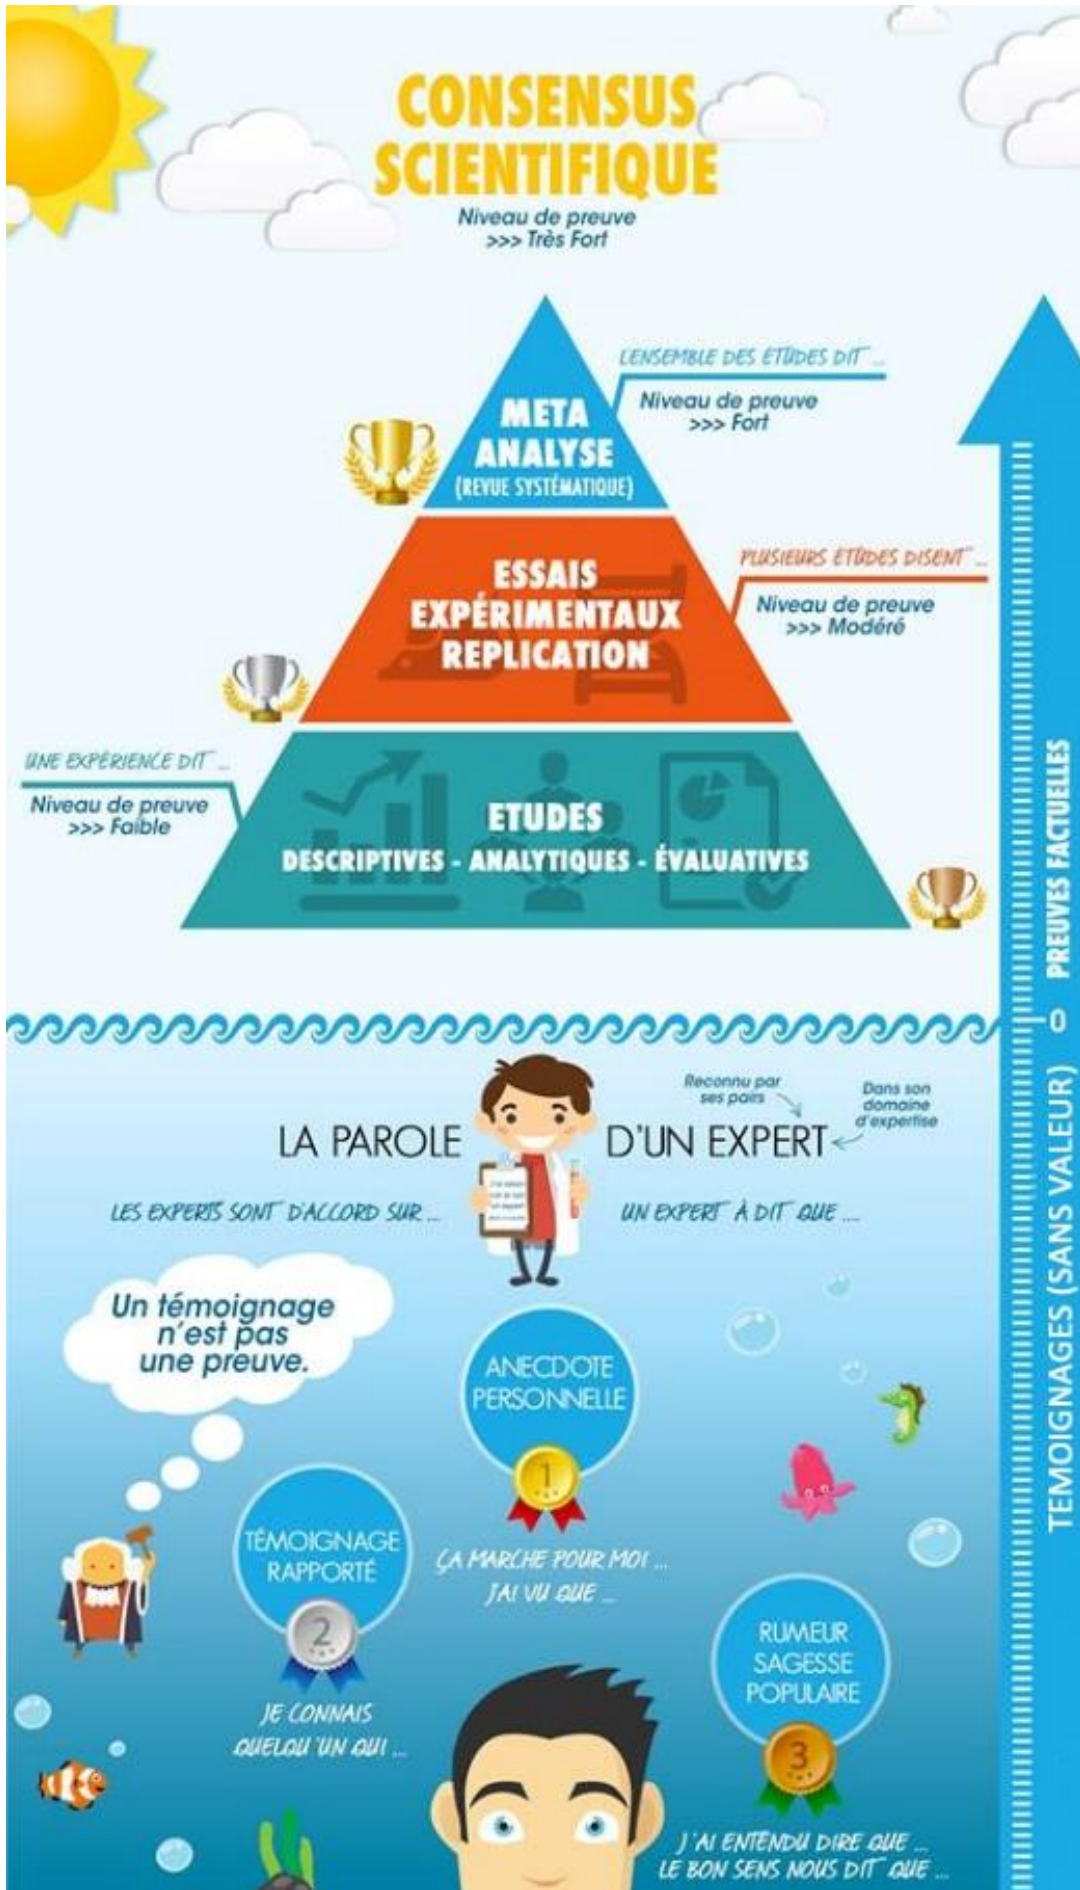 CONSENSUS
SCIENTIFIQUE
Niveau de preuve
>>> Très Fort
L'ENSEMBLE DES ÉTUDES DIT ...
Niveau de preuve
>>> Fort
META
ANALYSE
(REVUE SYSTÉMATIQUE)
PLUSIEURS ÉTUDES DISENT ...
Niveau de preuve
>>> Modéré
ESSAIS
EXPÉRIMENTAUX
REPLICATION
UNE EXPÉRIENCE DIT ...
Niveau de preuve
>>> Faible
ETUDES
DESCRIPTIVES - ANALYTIQUES - ÉVALUATIVES
PREUVES FACTUELLES
0
TEMOIGNAGES (SANS VALEUR)
Reconnu par
ses pairs
Dans son
domaine
d'expertise
LA PAROLE D'UN EXPERT
LES EXPERTS SONT D'ACCORD SUR ...
UN EXPERT À DIT QUE ....
Un témoignage
n'est pas
une preuve.
ANECDOTE
PERSONNELLE
1
ÇA MARCHE POUR MOI ...
J'AI VU QUE ...
TÉMOIGNAGE
RAPPORTÉ
2
JE CONNAIS
QUELQU'UN QUI ...
RUMEUR
SAGESSE
POPULAIRE
3
J'AI ENTENDU DIRE QUE ...
LE BON SENS NOUS DIT QUE ...